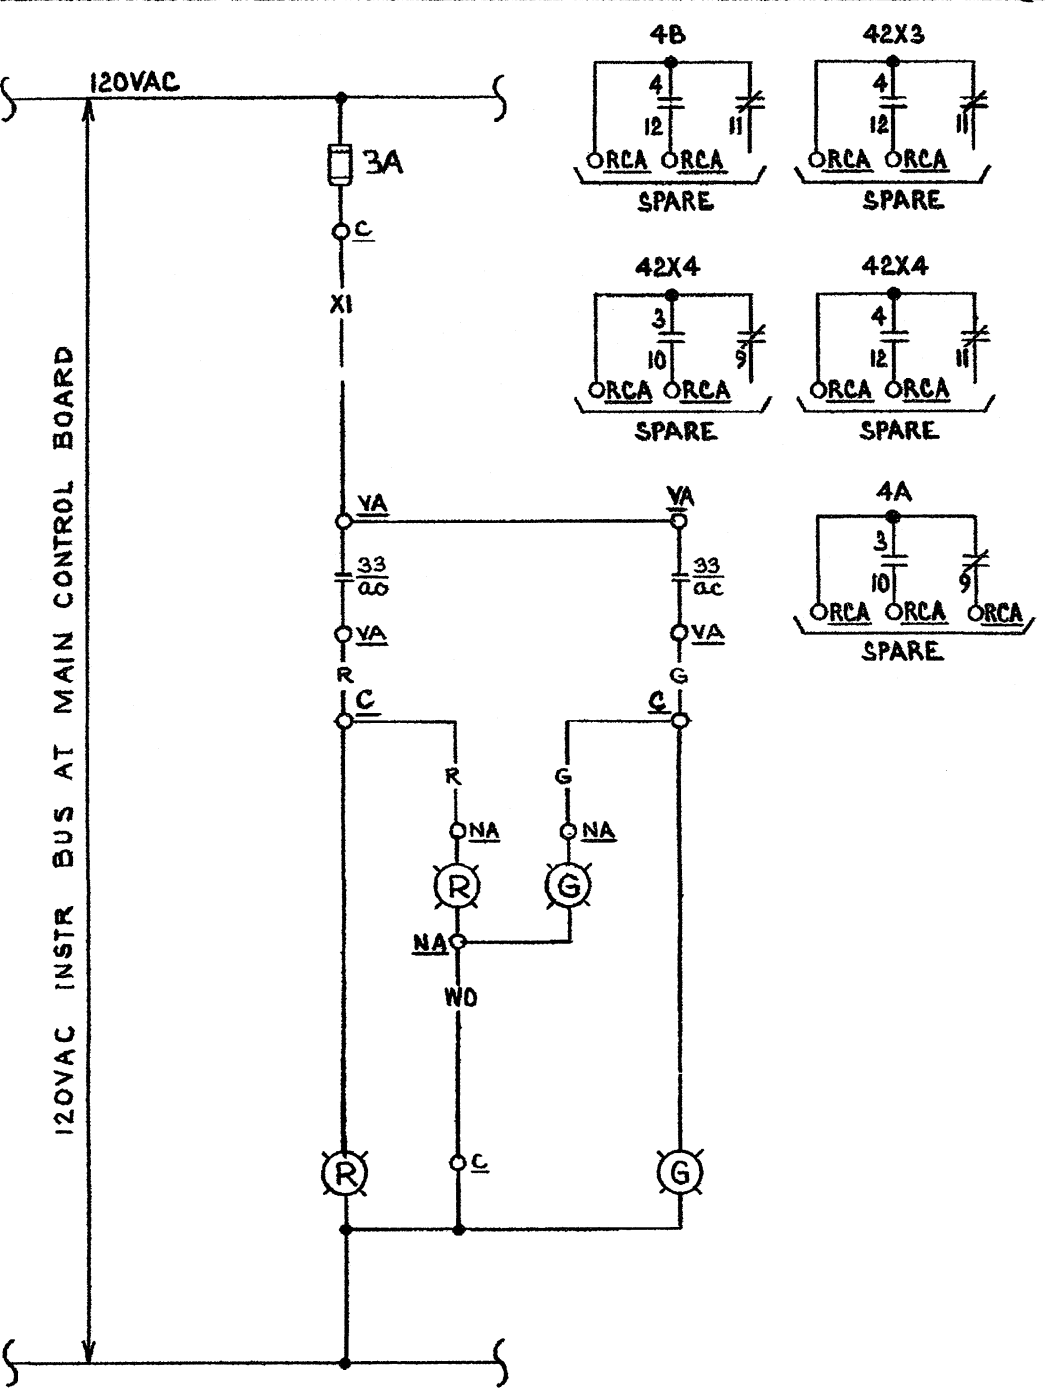 120VAC
3A
C
X1
120VAC INSTR BUS AT MAIN CONTROL BOARD
4B
4
12
11
RCA
RCA
SPARE
42X3
4
12
11
RCA
RCA
SPARE
42X4
3
10
9
RCA
RCA
SPARE
42X4
4
12
11
RCA
RCA
SPARE
4A
3
10
9
RCA
RCA
RCA
SPARE
VA
VA
33
ao
33
ac
VA
VA
R
G
C
C
R
G
NA
NA
R
G
NA
WO
C
R
G